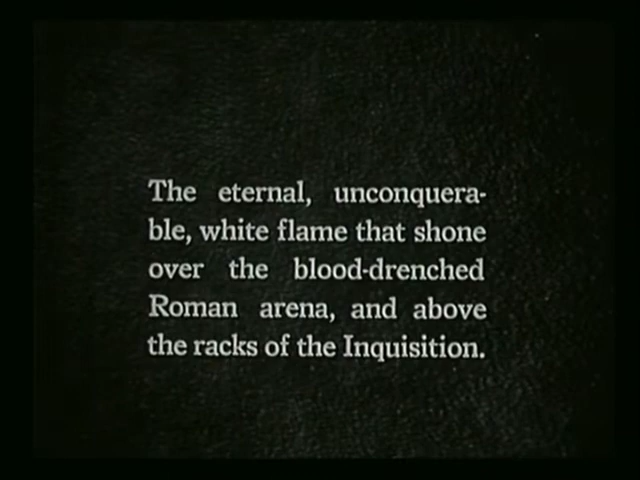 The eternal, unconquera-
ble, white flame that shone
over the blood-drenched
Roman arena, and above
the racks of the Inquisition.